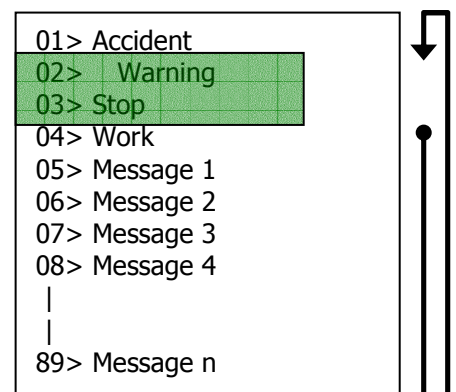 01> Accident
02> Warning
03> Stop
04> Work
05> Message 1
06> Message 2
07> Message 3
08> Message 4
|
|
89> Message n